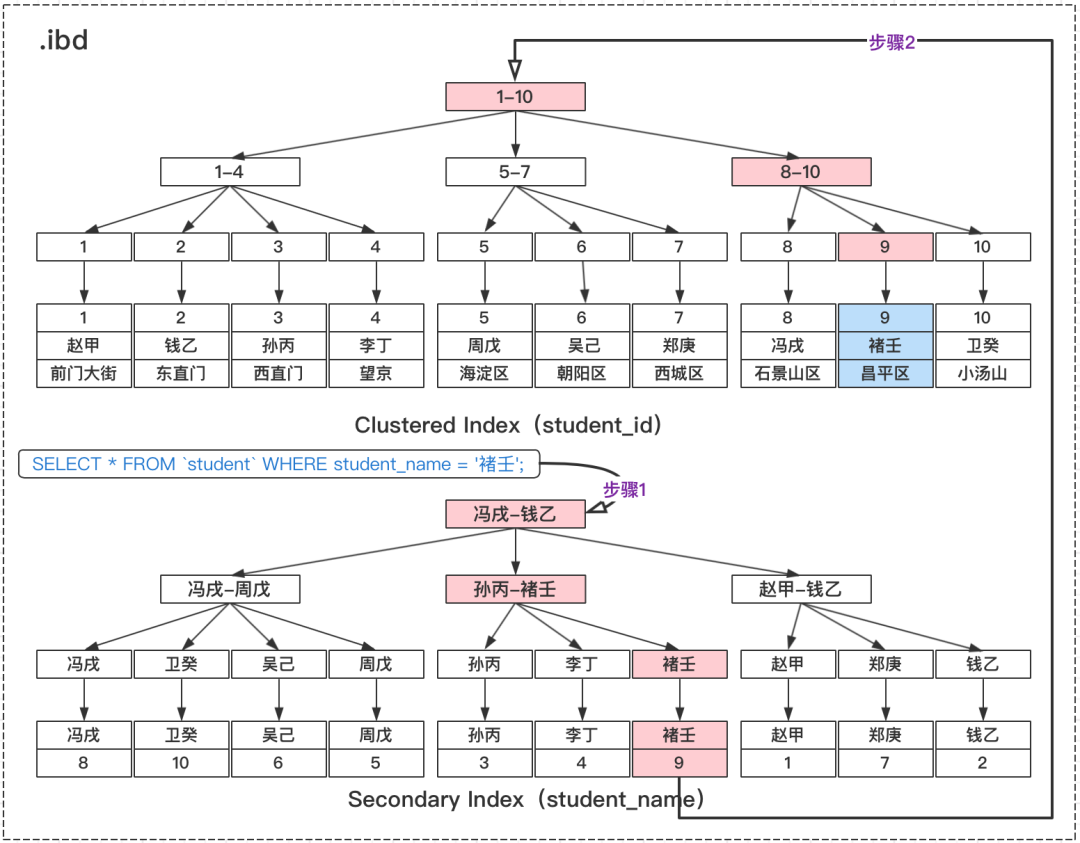 .ibd
步骤2
1-10
1-4 5-7 8-10
1 2 3 4 5 6 7 8 9 10
1 2 3 4 5 6 7 8 9 10
赵甲 钱乙 孙丙 李丁 周戊 吴己 郑庚 冯戌 褚壬 卫癸
前门大街 东直门 西直门 望京 海淀区 朝阳区 西城区 石景山区 昌平区 小汤山
Clustered Index（student_id）
SELECT * FROM `student` WHERE student_name = '褚壬';
步骤1
冯戌-钱乙
冯戌-周戊 孙丙-褚壬 赵甲-钱乙
冯戌 卫癸 吴己 周戊 孙丙 李丁 褚壬 赵甲 郑庚 钱乙
冯戌 卫癸 吴己 周戊 孙丙 李丁 褚壬 赵甲 郑庚 钱乙
8 10 6 5 3 4 9 1 7 2
Secondary Index（student_name）